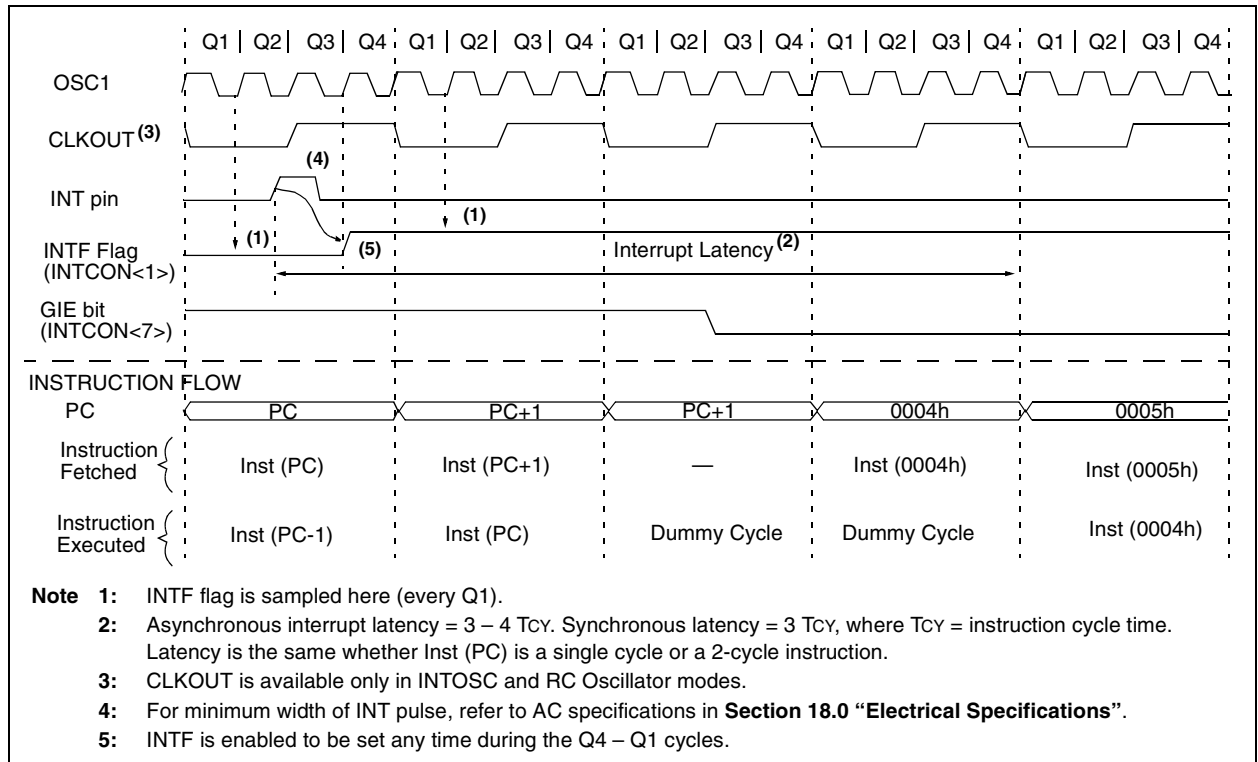 Q1 | Q2 | Q3 | Q4 Q1 | Q2 | Q3 | Q4 Q1 | Q2 | Q3 | Q4 Q1 | Q2 | Q3 | Q4 Q1 | Q2 | Q3 | Q4
OSC1
CLKOUT(3)
(4)
INT pin
(1) (1)
INTF Flag
(INTCON<1>)
(5)
Interrupt Latency(2)
GIE bit
(INTCON<7>)
INSTRUCTION FLOW
PC PC PC+1 PC+1 0004h 0005h
Instruction
Fetched
Inst (PC) Inst (PC+1) — Inst (0004h) Inst (0005h)
Instruction
Executed
Inst (PC-1) Inst (PC) Dummy Cycle Dummy Cycle Inst (0004h)
Note 1: INTF flag is sampled here (every Q1).
2: Asynchronous interrupt latency = 3 – 4 TCY. Synchronous latency = 3 TCY, where TCY = instruction cycle time.
Latency is the same whether Inst (PC) is a single cycle or a 2-cycle instruction.
3: CLKOUT is available only in INTOSC and RC Oscillator modes.
4: For minimum width of INT pulse, refer to AC specifications in Section 18.0 “Electrical Specifications”.
5: INTF is enabled to be set any time during the Q4 – Q1 cycles.